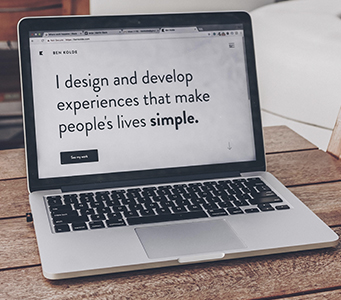 BEN KOLDE
I design and develop
experiences that make
people's lives simple.
See my work